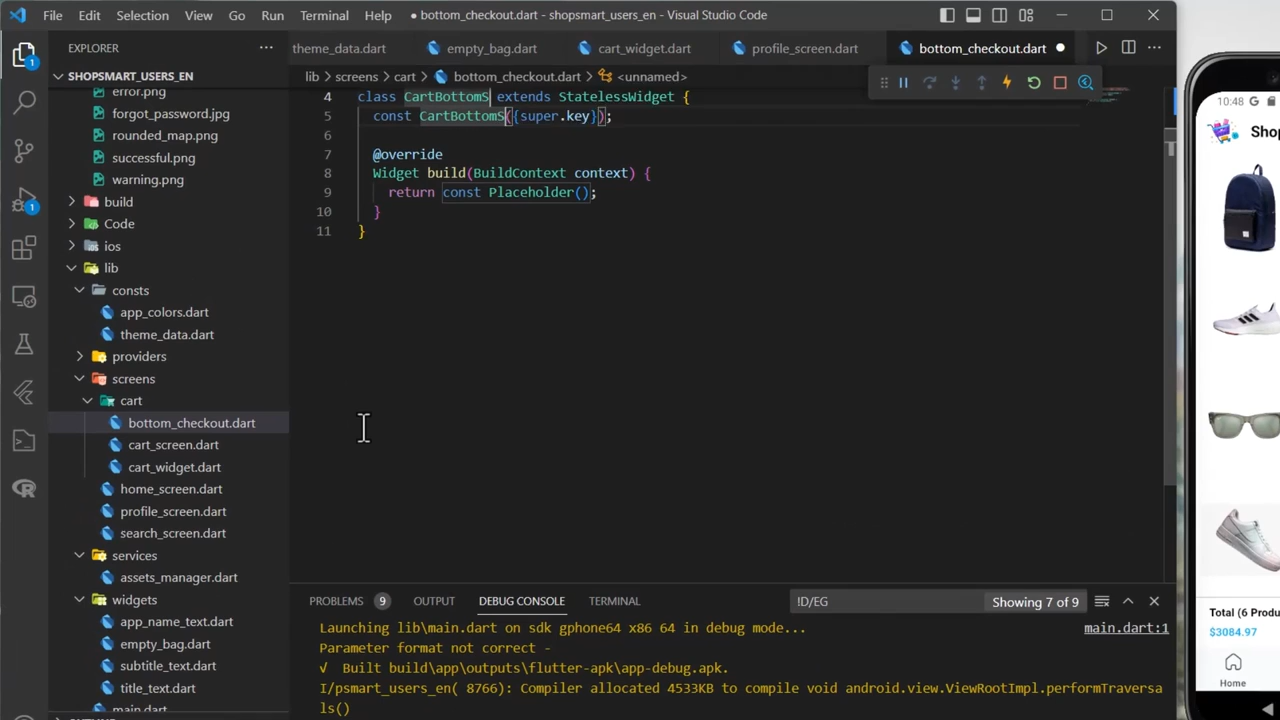 File Edit Selection View Go Run Terminal Help
● bottom_checkout.dart - shopsmart_users_en - Visual Studio Code
EXPLORER
SHOPSMART_USERS_EN
error.png
forgot_password.jpg
rounded_map.png
successful.png
warning.png
build
Code
ios
lib
consts
app_colors.dart
theme_data.dart
providers
screens
cart
bottom_checkout.dart
cart_screen.dart
cart_widget.dart
home_screen.dart
profile_screen.dart
search_screen.dart
services
assets_manager.dart
widgets
app_name_text.dart
empty_bag.dart
subtitle_text.dart
title_text.dart
main.dart
theme_data.dart empty_bag.dart cart_widget.dart profile_screen.dart bottom_checkout.dart
lib > screens > cart > bottom_checkout.dart > <unnamed>
4 class CartBottomS extends StatelessWidget {
5 const CartBottomS({super.key});
6
7 @override
8 Widget build(BuildContext context) {
9 return const Placeholder();
10 }
11 }
PROBLEMS 9 OUTPUT DEBUG CONSOLE TERMINAL !D/EG Showing 7 of 9
Launching lib\main.dart on sdk gphone64 x86 64 in debug mode... main.dart:1
Parameter format not correct -
√ Built build\app\outputs\flutter-apk\app-debug.apk.
I/psmart_users_en( 8766): Compiler allocated 4533KB to compile void android.view.ViewRootImpl.performTraversa
ls()
1
1
R
10:48
Shop
Total (6 Produ
$3084.97
Home